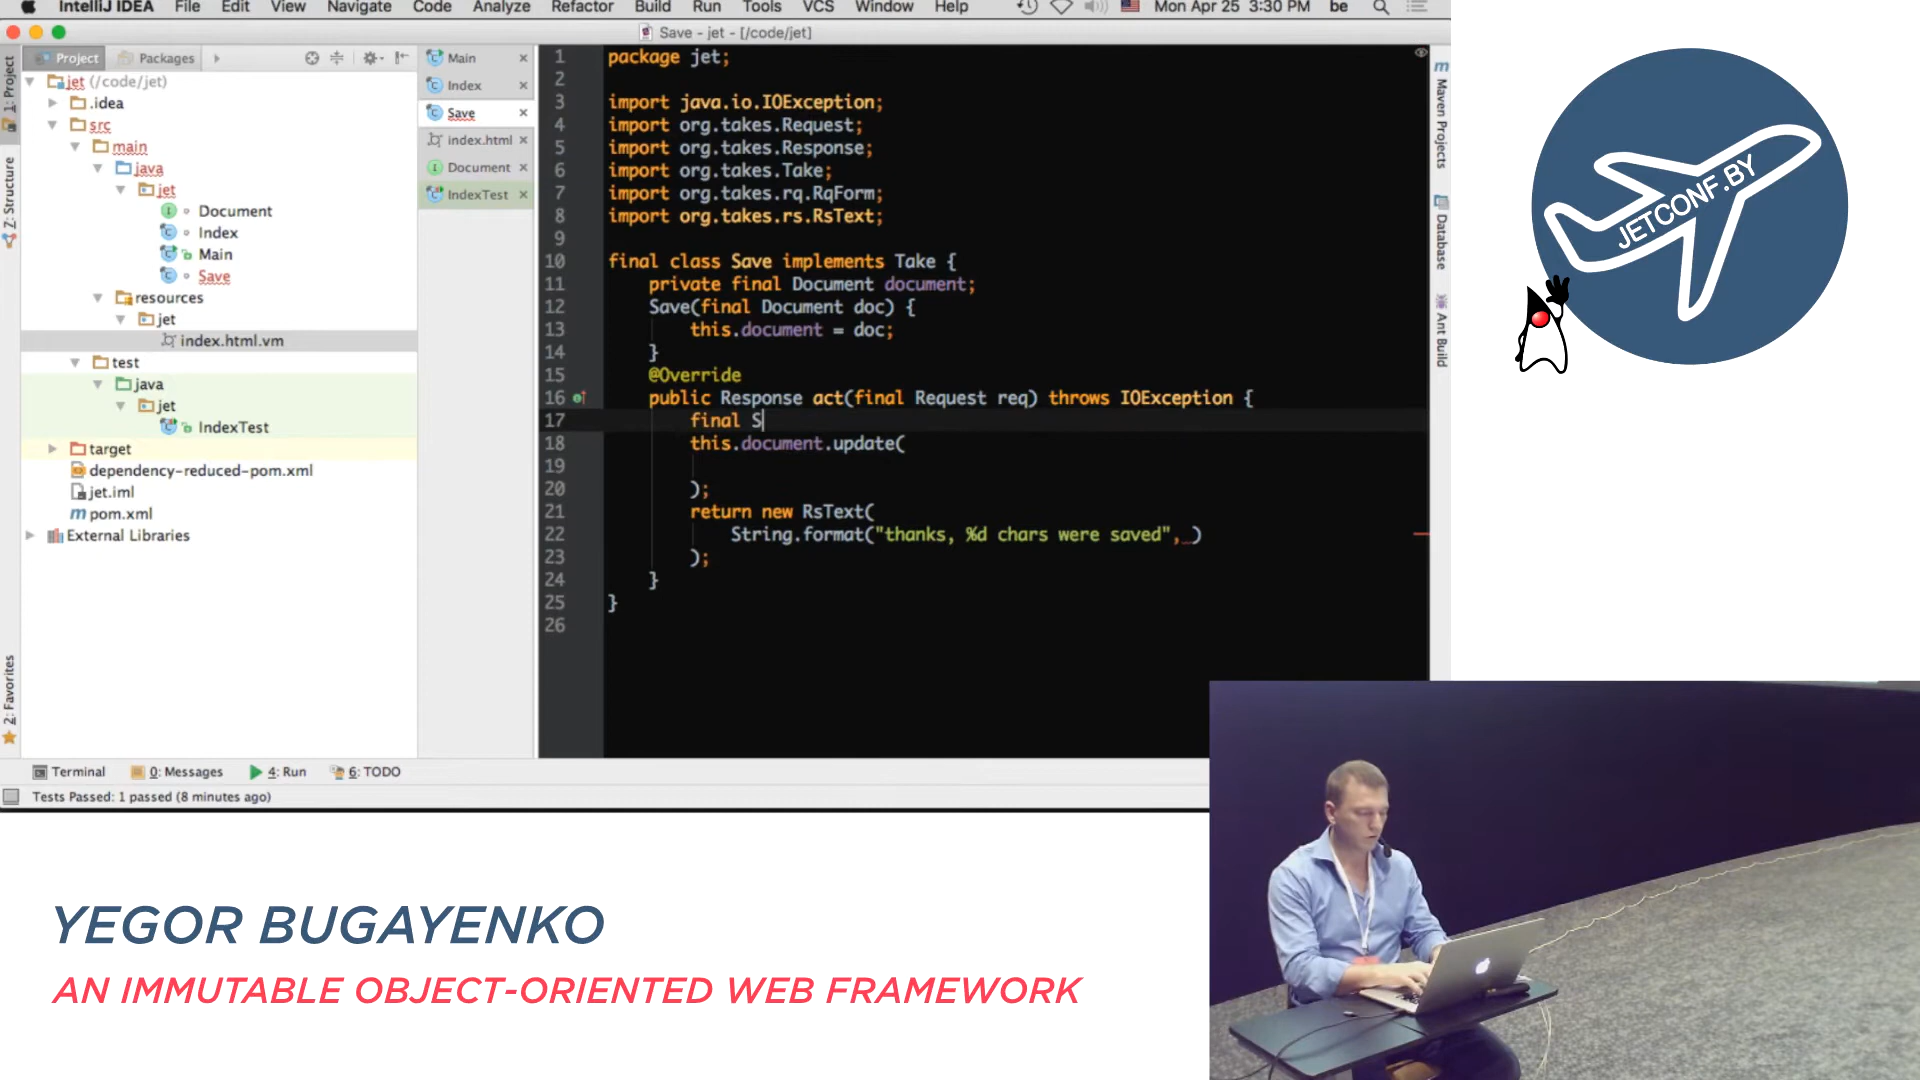 IntelliJ IDEA File Edit View Navigate Code Analyze Refactor Build Run Tools VCS Window Help Mon Apr 25 3:30 PM be
Save - jet - [/code/jet]
1: Project
Z: Structure
2: Favorites
Project Packages
jet (/code/jet)
.idea
src
main
java
jet
Document
Index
Main
Save
resources
jet
index.html.vm
test
java
jet
IndexTest
target
dependency-reduced-pom.xml
jet.iml
pom.xml
External Libraries
Main
Index
Save
index.html
Document
IndexTest
1 package jet;
2
3 import java.io.IOException;
4 import org.takes.Request;
5 import org.takes.Response;
6 import org.takes.Take;
7 import org.takes.rq.RqForm;
8 import org.takes.rs.RsText;
9
10 final class Save implements Take {
11 private final Document document;
12 Save(final Document doc) {
13 this.document = doc;
14 }
15 @Override
16 public Response act(final Request req) throws IOException {
17 final S
18 this.document.update(
19
20 );
21 return new RsText(
22 String.format("thanks, %d chars were saved", )
23 );
24 }
25 }
26
Maven Projects
Database
Ant Build
Terminal 0: Messages 4: Run 6: TODO
Tests Passed: 1 passed (8 minutes ago)
JETCONF.BY
YEGOR BUGAYENKO
AN IMMUTABLE OBJECT-ORIENTED WEB FRAMEWORK